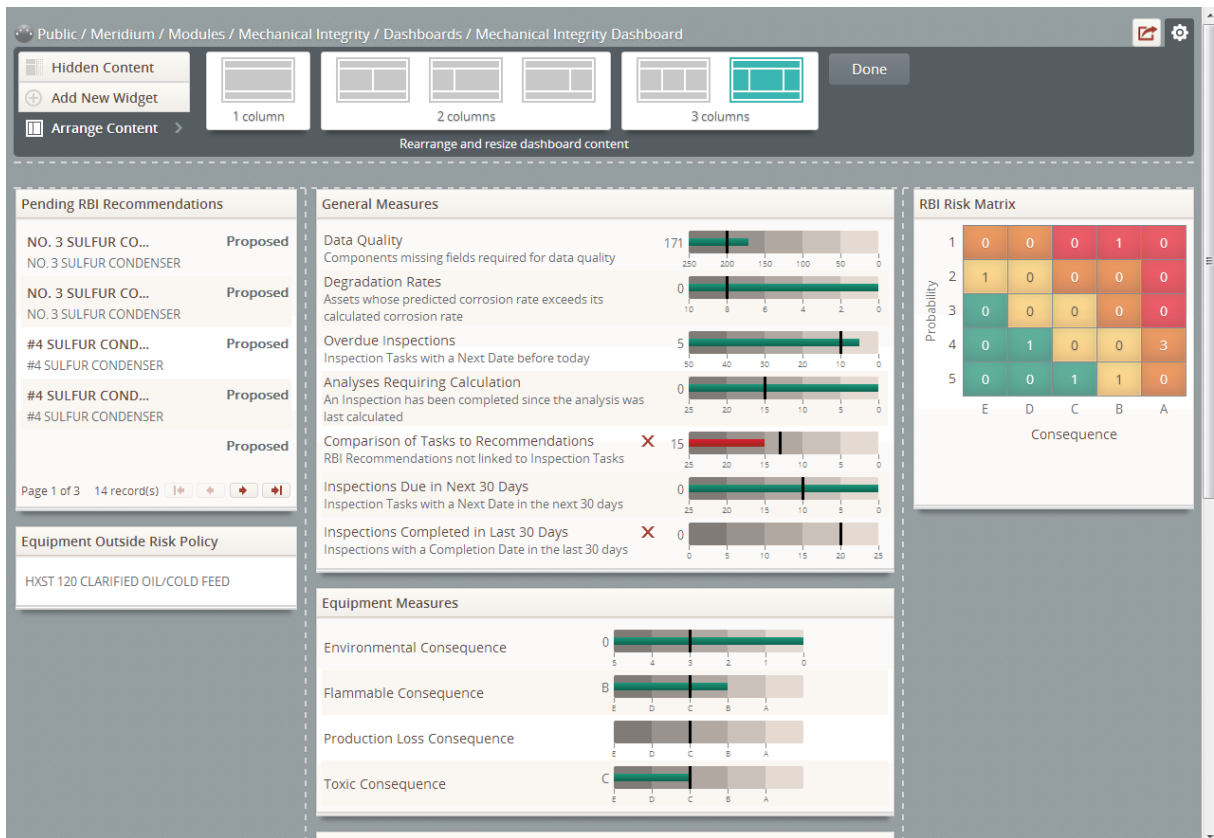 Public / Meridium / Modules / Mechanical Integrity / Dashboards / Mechanical Integrity Dashboard
Hidden Content
Add New Widget
Arrange Content
1 column
2 columns
3 columns
Done
Rearrange and resize dashboard content
Pending RBI Recommendations
NO. 3 SULFUR CO... Proposed
NO. 3 SULFUR CONDENSER
NO. 3 SULFUR CO... Proposed
NO. 3 SULFUR CONDENSER
#4 SULFUR COND... Proposed
#4 SULFUR CONDENSER
#4 SULFUR COND... Proposed
#4 SULFUR CONDENSER
Proposed
Page 1 of 3 14 record(s)
Equipment Outside Risk Policy
HXST 120 CLARIFIED OIL/COLD FEED
General Measures
Data Quality 171
Components missing fields required for data quality
250 200 150 100 50 0
Degradation Rates 0
Assets whose predicted corrosion rate exceeds its
calculated corrosion rate
10 8 6 4 2 0
Overdue Inspections 5
Inspection Tasks with a Next Date before today
50 40 30 20 10 0
Analyses Requiring Calculation 0
An Inspection has been completed since the analysis was
last calculated
25 20 15 10 5 0
Comparison of Tasks to Recommendations 15
RBI Recommendations not linked to Inspection Tasks
25 20 15 10 5 0
Inspections Due in Next 30 Days 0
Inspection Tasks with a Next Date in the next 30 days
25 20 15 10 5 0
Inspections Completed in Last 30 Days 0
Inspections with a Completion Date in the last 30 days
0 5 10 15 20 25
Equipment Measures
Environmental Consequence 0
5 4 3 2 1 0
Flammable Consequence B
E D C B A
Production Loss Consequence
E D C B A
Toxic Consequence C
E D C B A
RBI Risk Matrix
Probability
1 0 0 0 1 0
2 1 0 0 0 0
3 0 0 0 0 0
4 0 1 0 0 3
5 0 0 1 1 0
E D C B A
Consequence